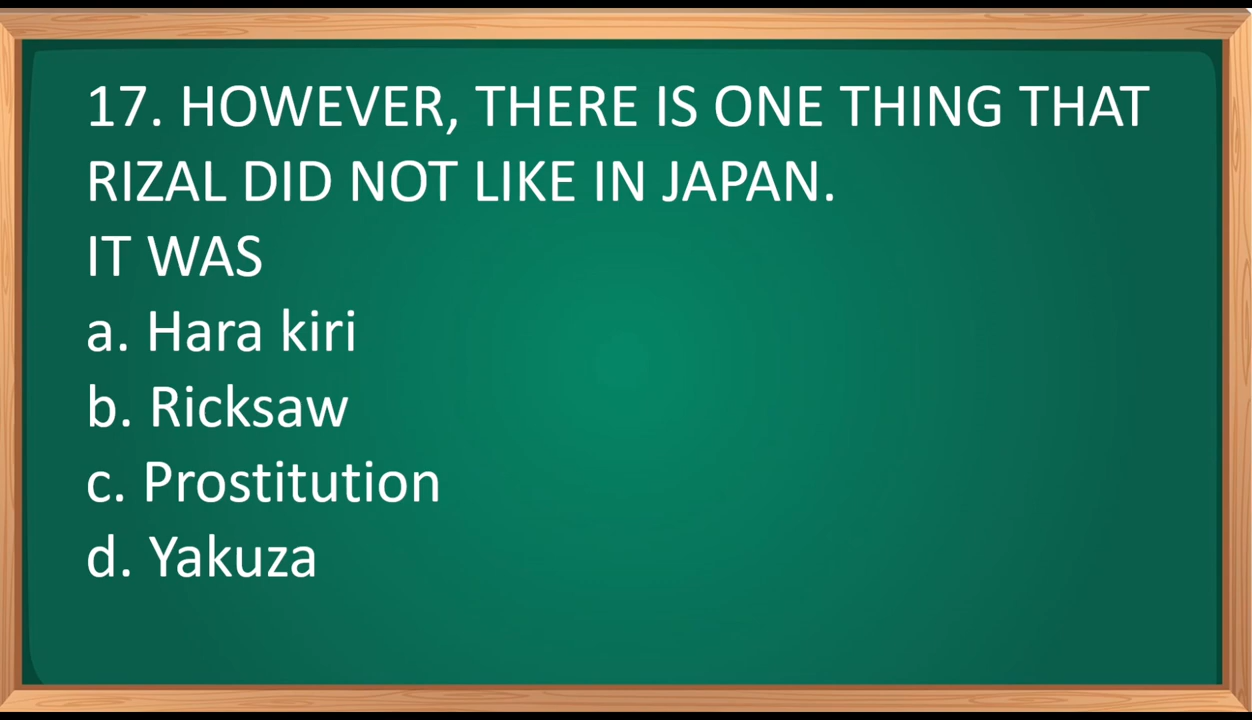 17. HOWEVER, THERE IS ONE THING THAT
RIZAL DID NOT LIKE IN JAPAN.
IT WAS
a. Hara kiri
b. Ricksaw
c. Prostitution
d. Yakuza